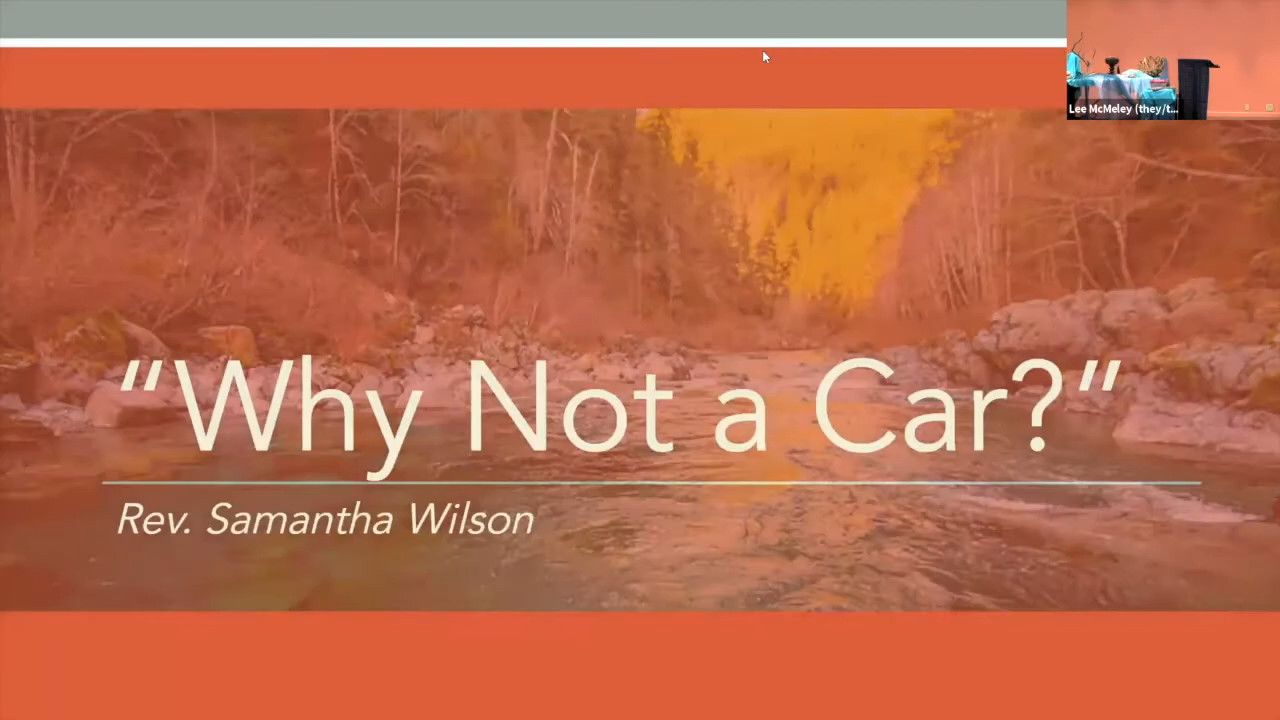 Lee McMeley (they/t...
“Why Not a Car?”
Rev. Samantha Wilson